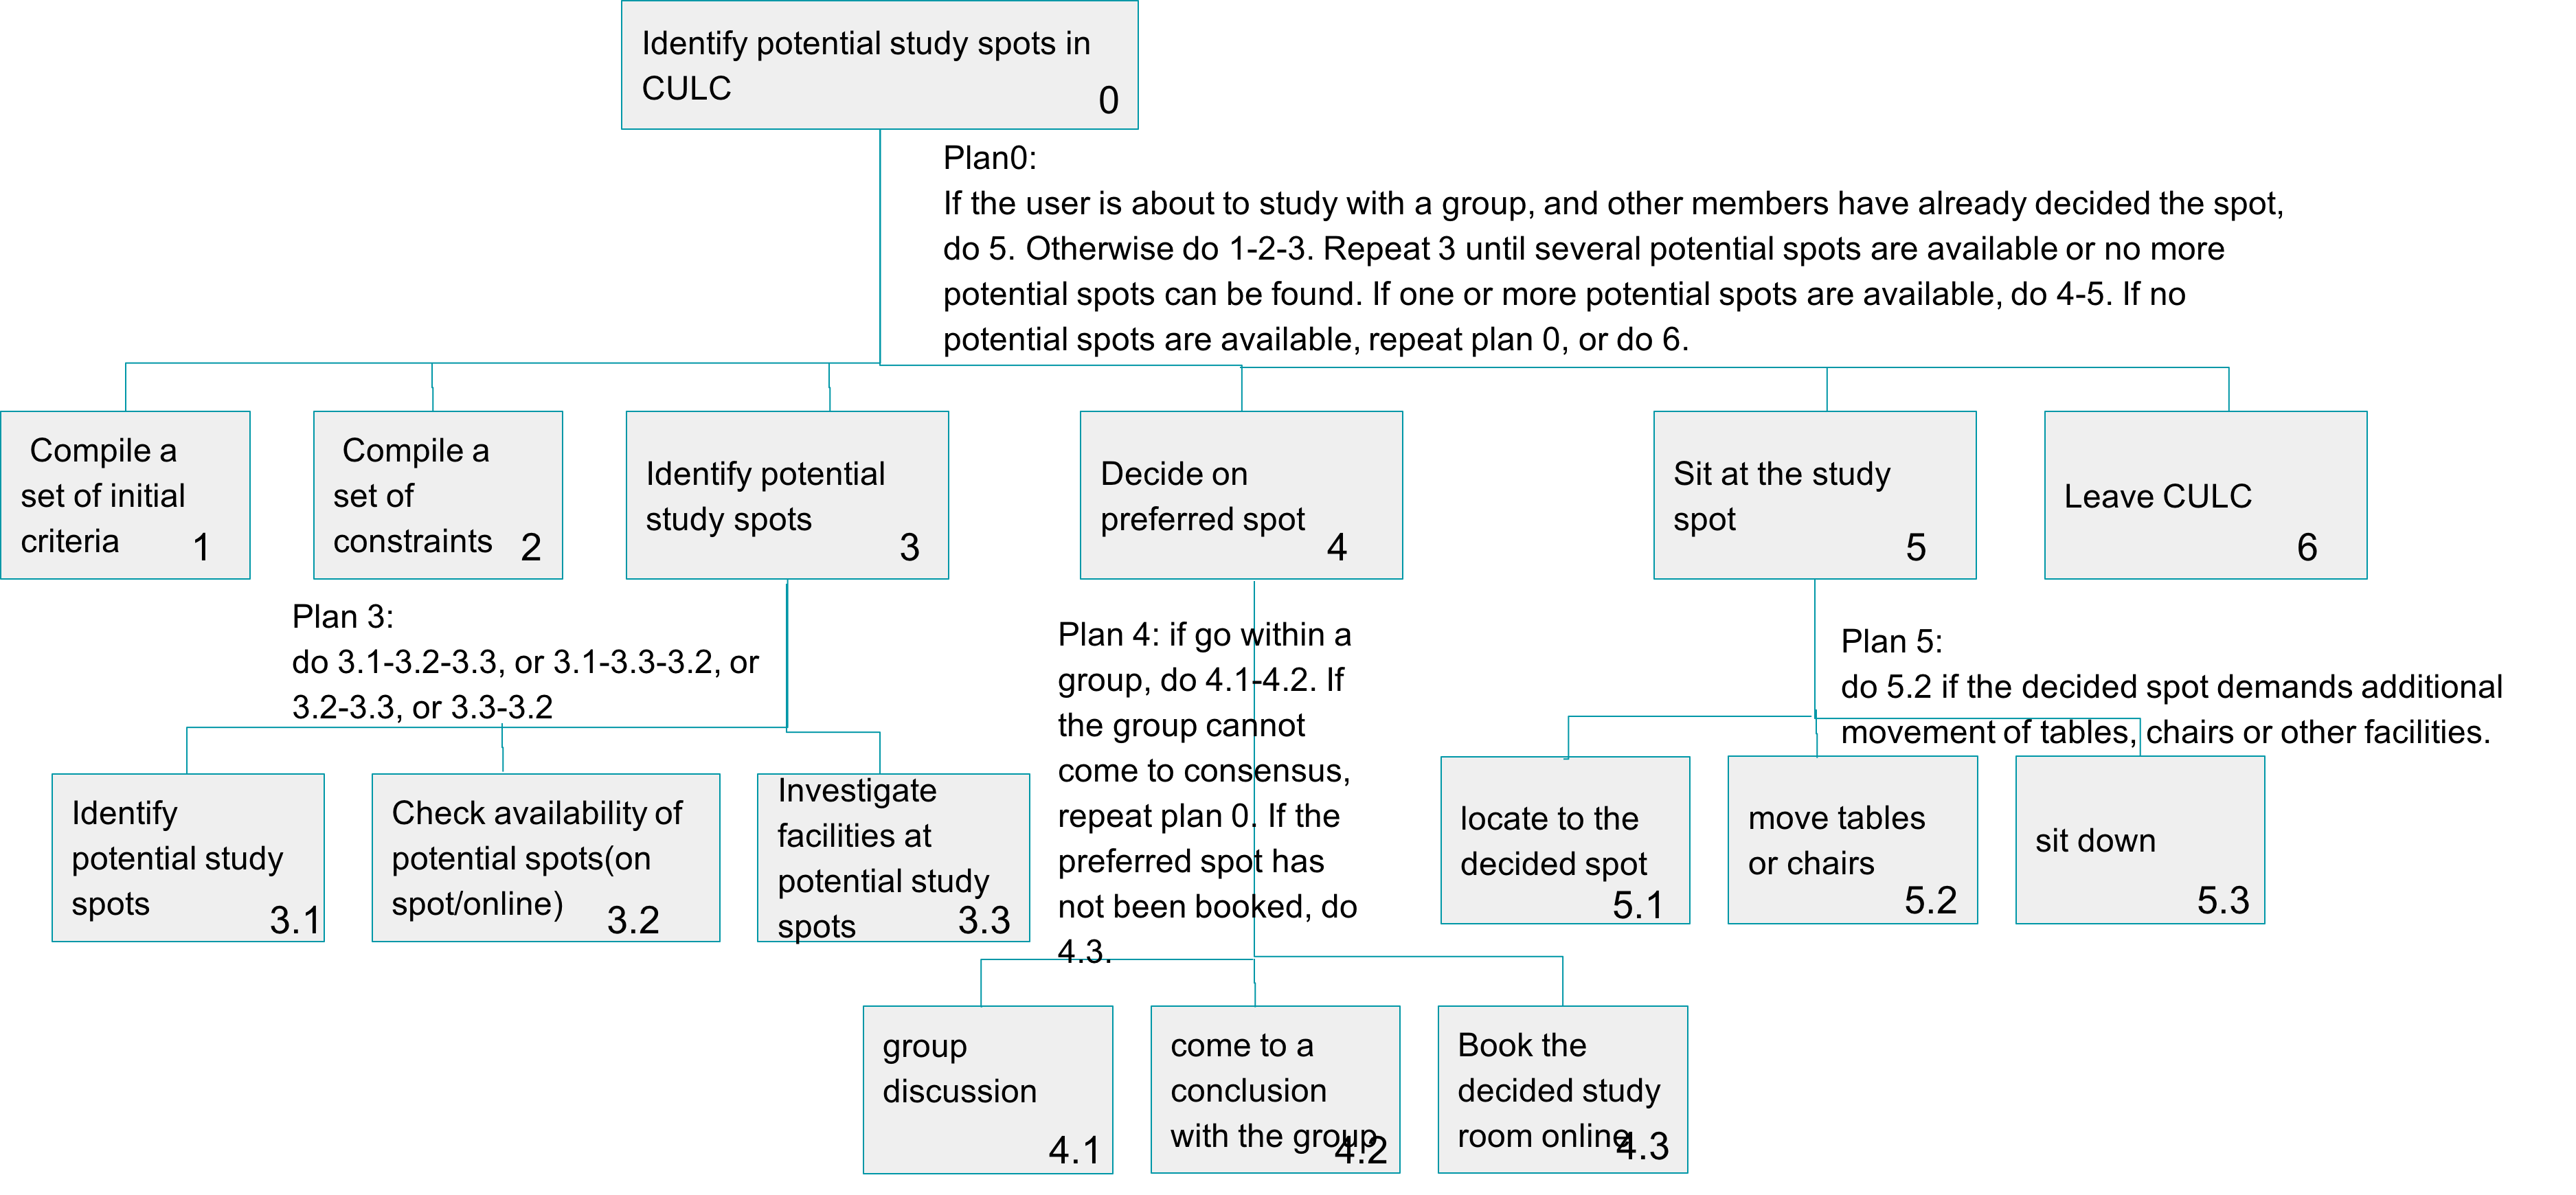 Identify potential study spots in
CULC
0
Plan0:
If the user is about to study with a group, and other members have already decided the spot,
do 5. Otherwise do 1-2-3. Repeat 3 until several potential spots are available or no more
potential spots can be found. If one or more potential spots are available, do 4-5. If no
potential spots are available, repeat plan 0, or do 6.
Compile a
set of initial
criteria
1
Compile a
set of
constraints
2
Identify potential
study spots
3
Decide on
preferred spot
4
Sit at the study
spot
5
Leave CULC
6
Plan 3:
do 3.1-3.2-3.3, or 3.1-3.3-3.2, or
3.2-3.3, or 3.3-3.2
Plan 4: if go within a
group, do 4.1-4.2. If
the group cannot
come to consensus,
repeat plan 0. If the
preferred spot has
not been booked, do
4.3.
Plan 5:
do 5.2 if the decided spot demands additional
movement of tables, chairs or other facilities.
Identify
potential study
spots
3.1
Check availability of
potential spots(on
spot/online)
3.2
Investigate
facilities at
potential study
spots
3.3
locate to the
decided spot
5.1
move tables
or chairs
5.2
sit down
5.3
group
discussion
4.1
come to a
conclusion
with the group
4.2
Book the
decided study
room online
4.3